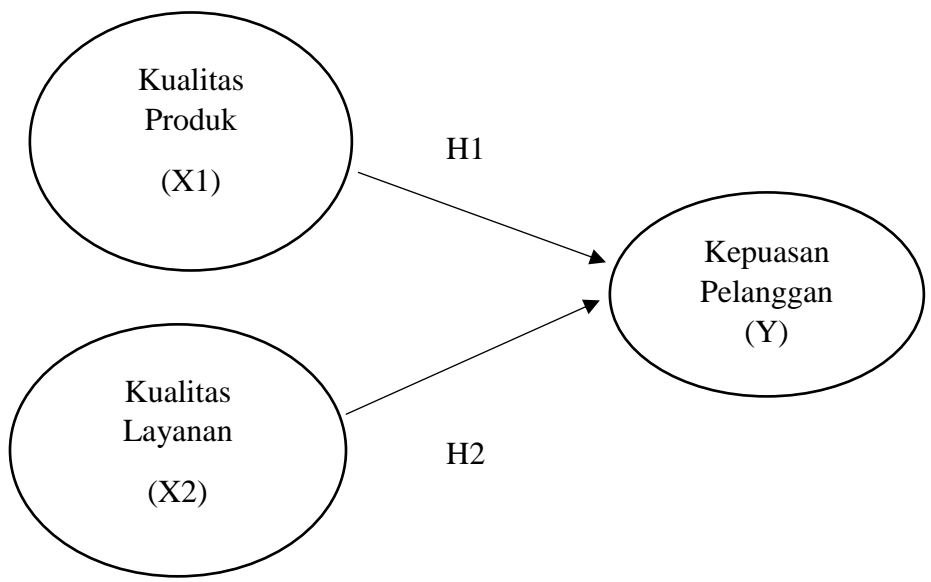 Kualitas
Produk
(X1)
H1
Kepuasan
Pelanggan
(Y)
Kualitas
Layanan
(X2)
H2